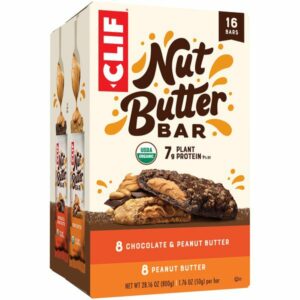 16
BARS
CLIF
Nut
Butter
BAR
USDA
ORGANIC
7g PLANT
PROTEIN
8 CHOCOLATE & PEANUT BUTTER
8 PEANUT BUTTER
NET WT 28.16 OZ (800g) | 1.76 OZ (50g) per bar